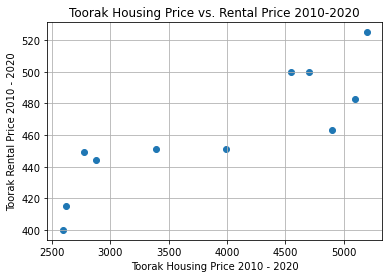 Toorak Housing Price vs. Rental Price 2010-2020
Toorak Rental Price 2010 - 2020
520
500
480
460
440
420
400
2500 3000 3500 4000 4500 5000
Toorak Housing Price 2010 - 2020